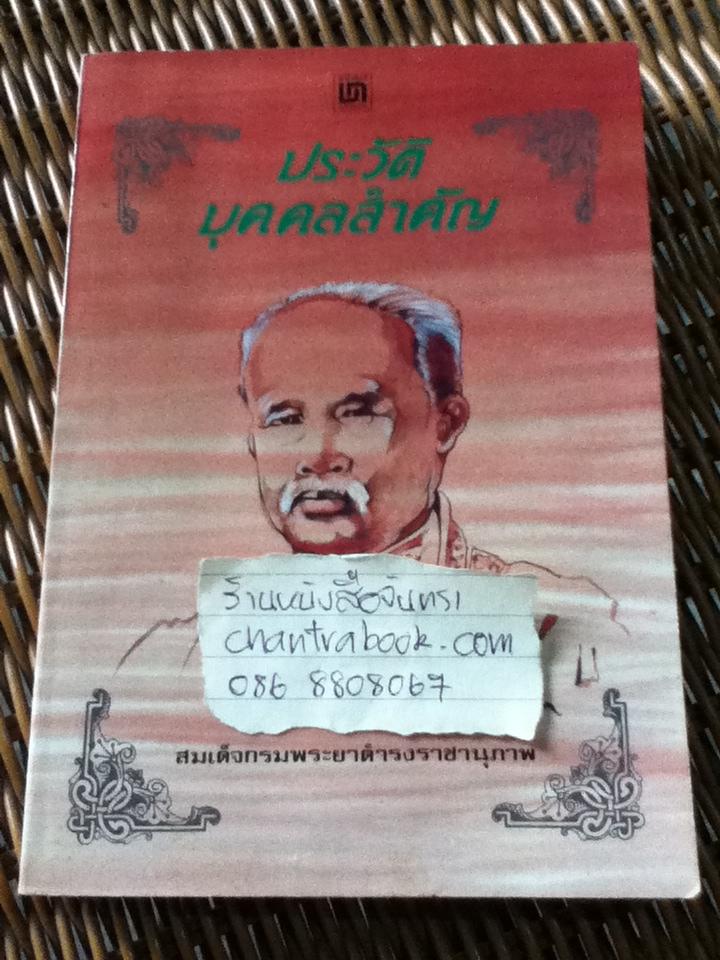 ประวัติ
บุคคลสำคัญ
ร้านหนังสือจันทรา
chantrabook.com
086 8808067
สมเด็จกรมพระยาดำรงราชานุภาพ